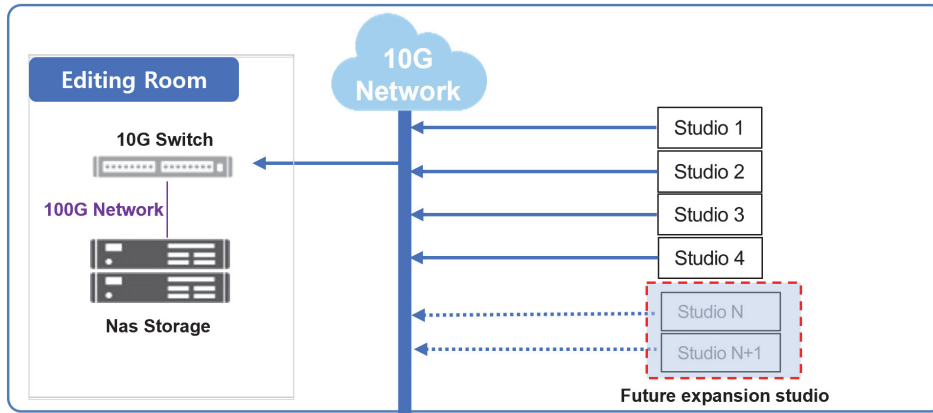 10G
Network
Editing Room
10G Switch
100G Network
Nas Storage
Studio 1
Studio 2
Studio 3
Studio 4
Studio N
Studio N+1
Future expansion studio